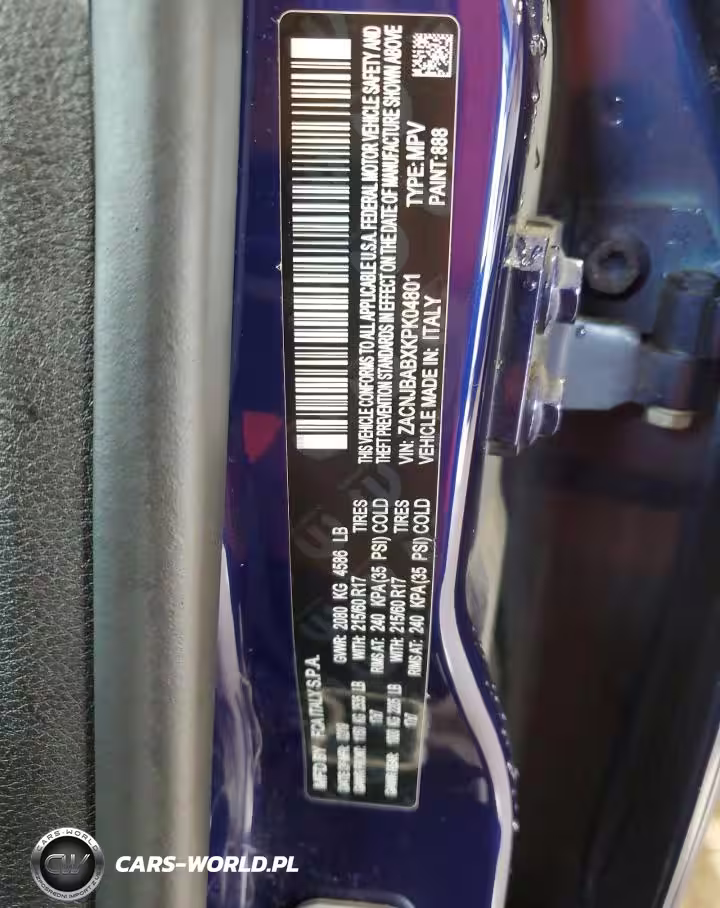 MFD BY FCA ITALY S.P.A.
GVWR: 2080 KG 4586 LB
WITH: 215/60 R17 TIRES
RIMS AT: 240 KPA (35 PSI) COLD
WITH: 215/60 R17 TIRES
RIMS AT: 240 KPA (35 PSI) COLD
THIS VEHICLE CONFORMS TO ALL APPLICABLE U.S.A. FEDERAL MOTOR VEHICLE SAFETY AND
THEFT PREVENTION STANDARDS IN EFFECT ON THE DATE OF MANUFACTURE SHOWN ABOVE
VIN: ZACNJBABXKPK04801 TYPE: MPV
VEHICLE MADE IN: ITALY PAINT: 888
CARS-WORLD
CW
CARS-WORLD.PL